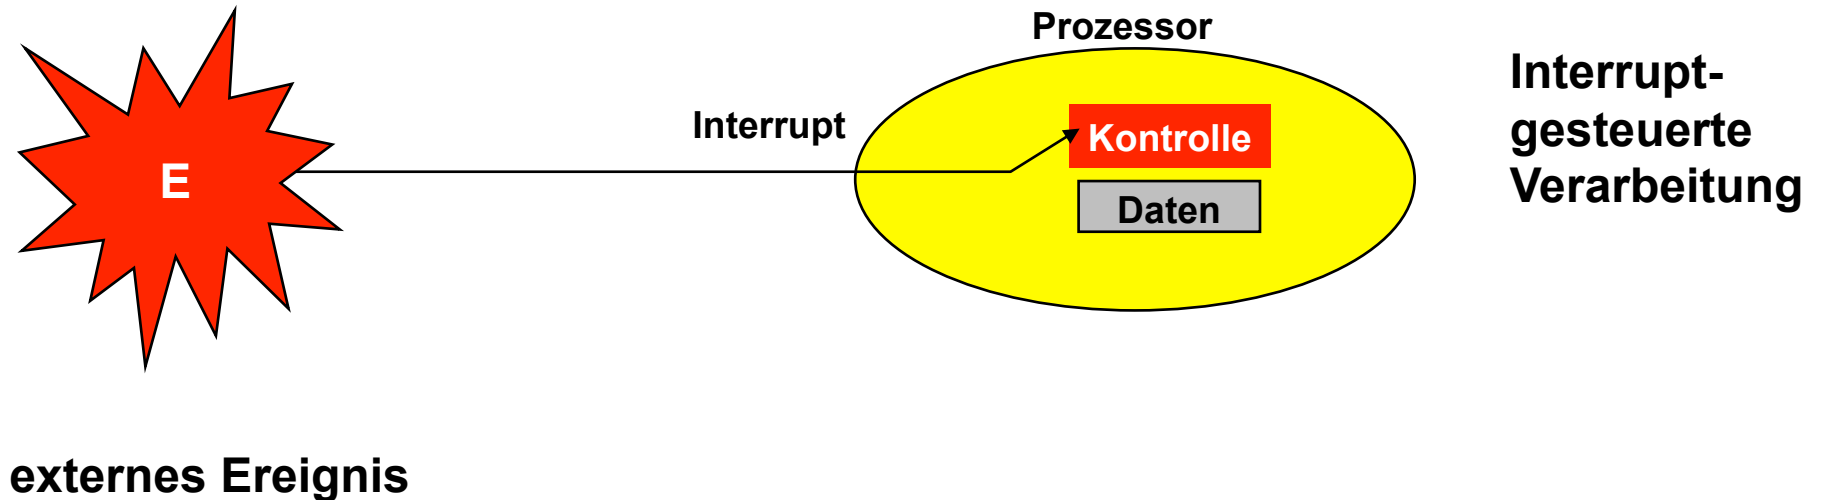 Prozessor
Interrupt-
gesteuerte
Verarbeitung
Interrupt
Kontrolle
E
Daten
externes Ereignis